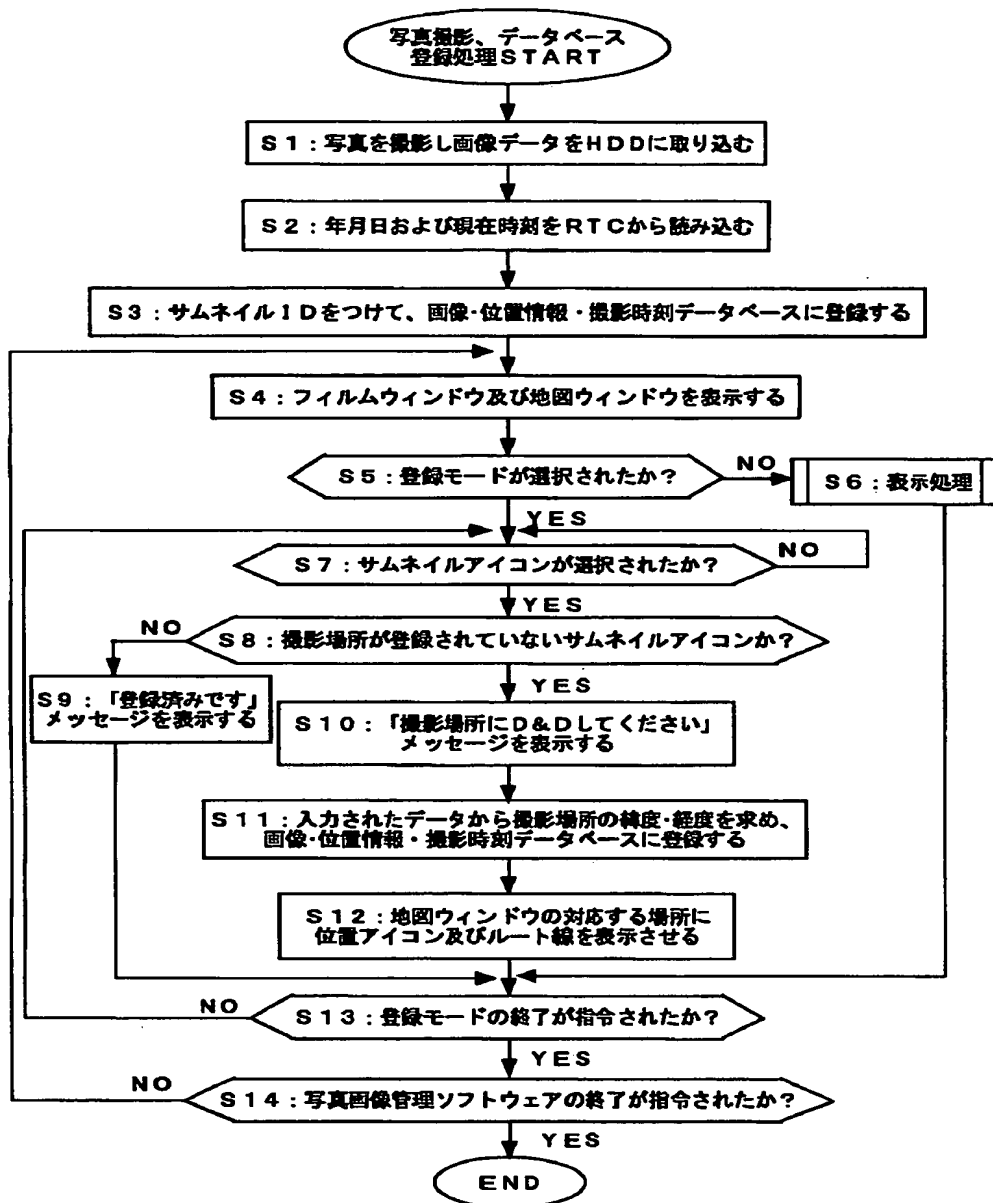 写真撮影、データベース
登録処理START
S1：写真を撮影し画像データをHDDに取り込む
S2：年月日および現在時刻をRTCから読み込む
S3：サムネイルIDをつけて、画像･位置情報・撮影時刻データベースに登録する
S4：フィルムウィンドウ及び地図ウィンドウを表示する
S5：登録モードが選択されたか？
NO
S6：表示処理
YES
S7：サムネイルアイコンが選択されたか？
NO
YES
NO
S8：撮影場所が登録されていないサムネイルアイコンか？
YES
S9：「登録済みです」
メッセージを表示する
S10：「撮影場所にD&Dしてください」
メッセージを表示する
S11：入力されたデータから撮影場所の緯度･経度を求め、
画像･位置情報・撮影時刻データベースに登録する
S12：地図ウィンドウの対応する場所に
位置アイコン及びルート線を表示させる
NO
S13：登録モードの終了が指令されたか？
YES
NO
S14：写真画像管理ソフトウェアの終了が指令されたか？
YES
END